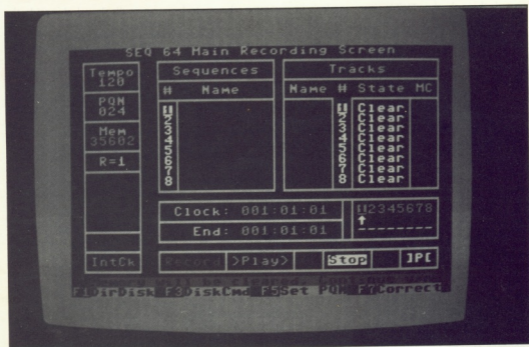 SEQ 64 Main Recording Screen
Tempo
120
PQN
024
Mem
35602
R=1
IntCk
Sequences
# Name
1
2
3
4
5
6
7
8
Tracks
Name # State MC
1 Clear
2 Clear
3 Clear
4 Clear
5 Clear
6 Clear
7 Clear
8 Clear
Clock: 001:01:01
End: 001:01:01
12345678
--------
Record >Play> Stop ]P[
F1DirDisk F3DiskCmd F5Set PQN F7Correct